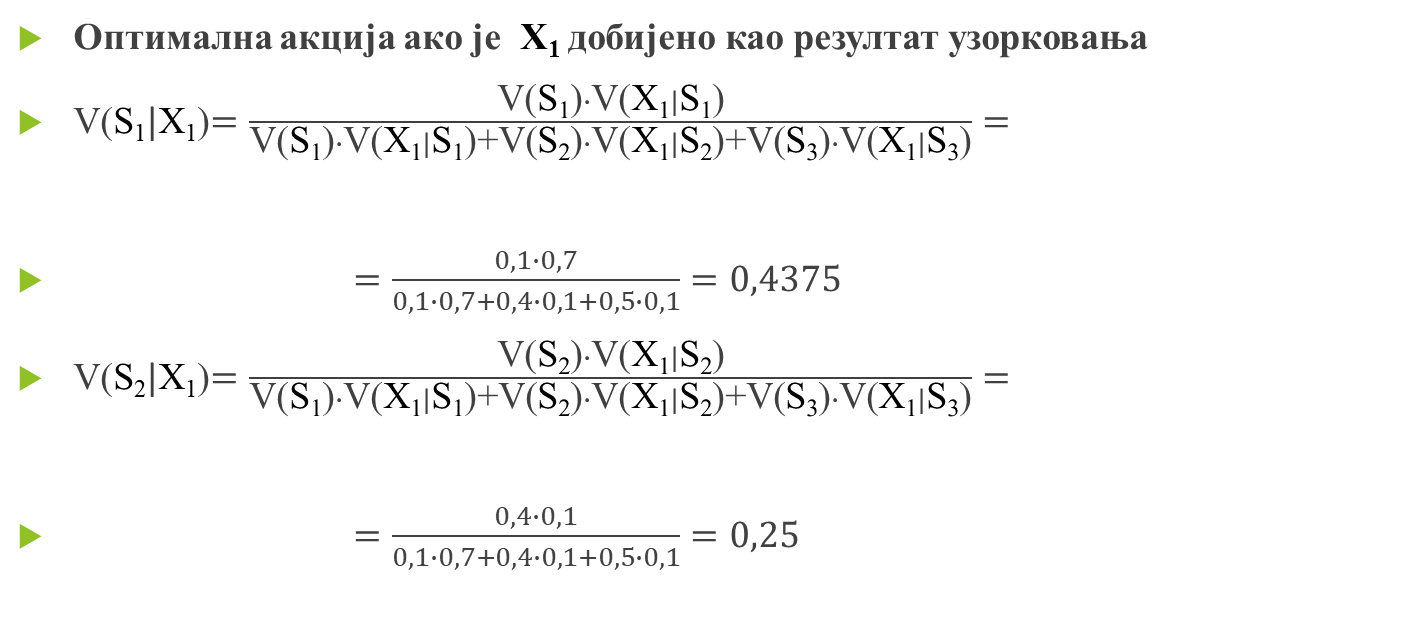 Оптимална акција ако је X₁ добијено као резултат узорковања
V(S₁|X₁)= V(S₁)·V(X₁|S₁) / V(S₁)·V(X₁|S₁)+V(S₂)·V(X₁|S₂)+V(S₃)·V(X₁|S₃) =
= 0,1·0,7 / 0,1·0,7+0,4·0,1+0,5·0,1 = 0,4375
V(S₂|X₁)= V(S₂)·V(X₁|S₂) / V(S₁)·V(X₁|S₁)+V(S₂)·V(X₁|S₂)+V(S₃)·V(X₁|S₃) =
= 0,4·0,1 / 0,1·0,7+0,4·0,1+0,5·0,1 = 0,25